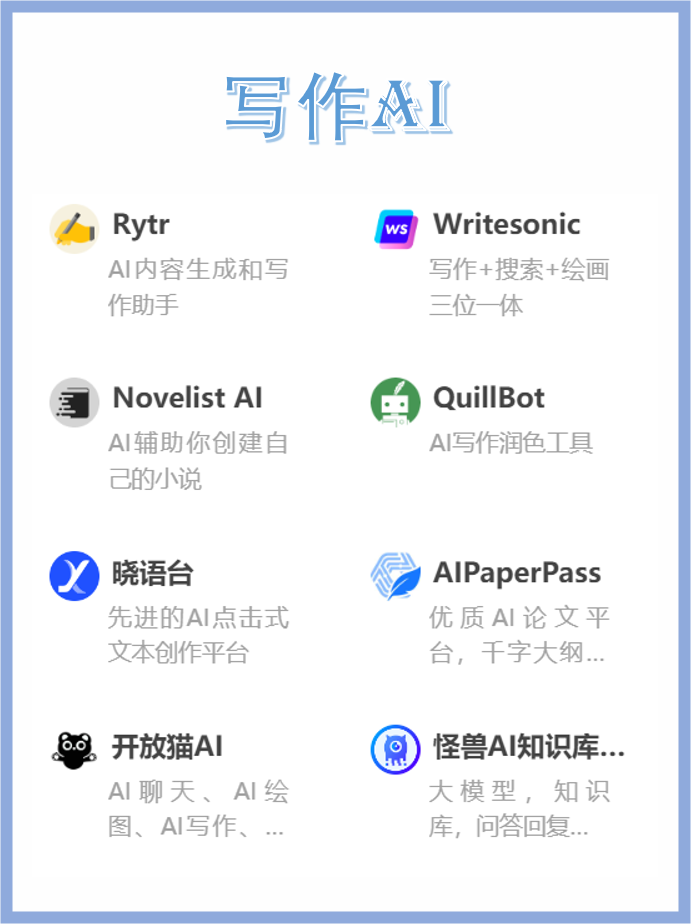 写作AI
Rytr
AI内容生成和写
作助手
WS
Writesonic
写作+搜索+绘画
三位一体
Novelist AI
AI辅助你创建自
己的小说
QuillBot
AI写作润色工具
晓语台
先进的AI点击式
文本创作平台
AIPaperPass
优质AI论文平
台，千字大纲...
开放猫AI
AI聊天、AI绘
图、AI写作、...
怪兽AI知识库...
大模型，知识
库，问答回复...